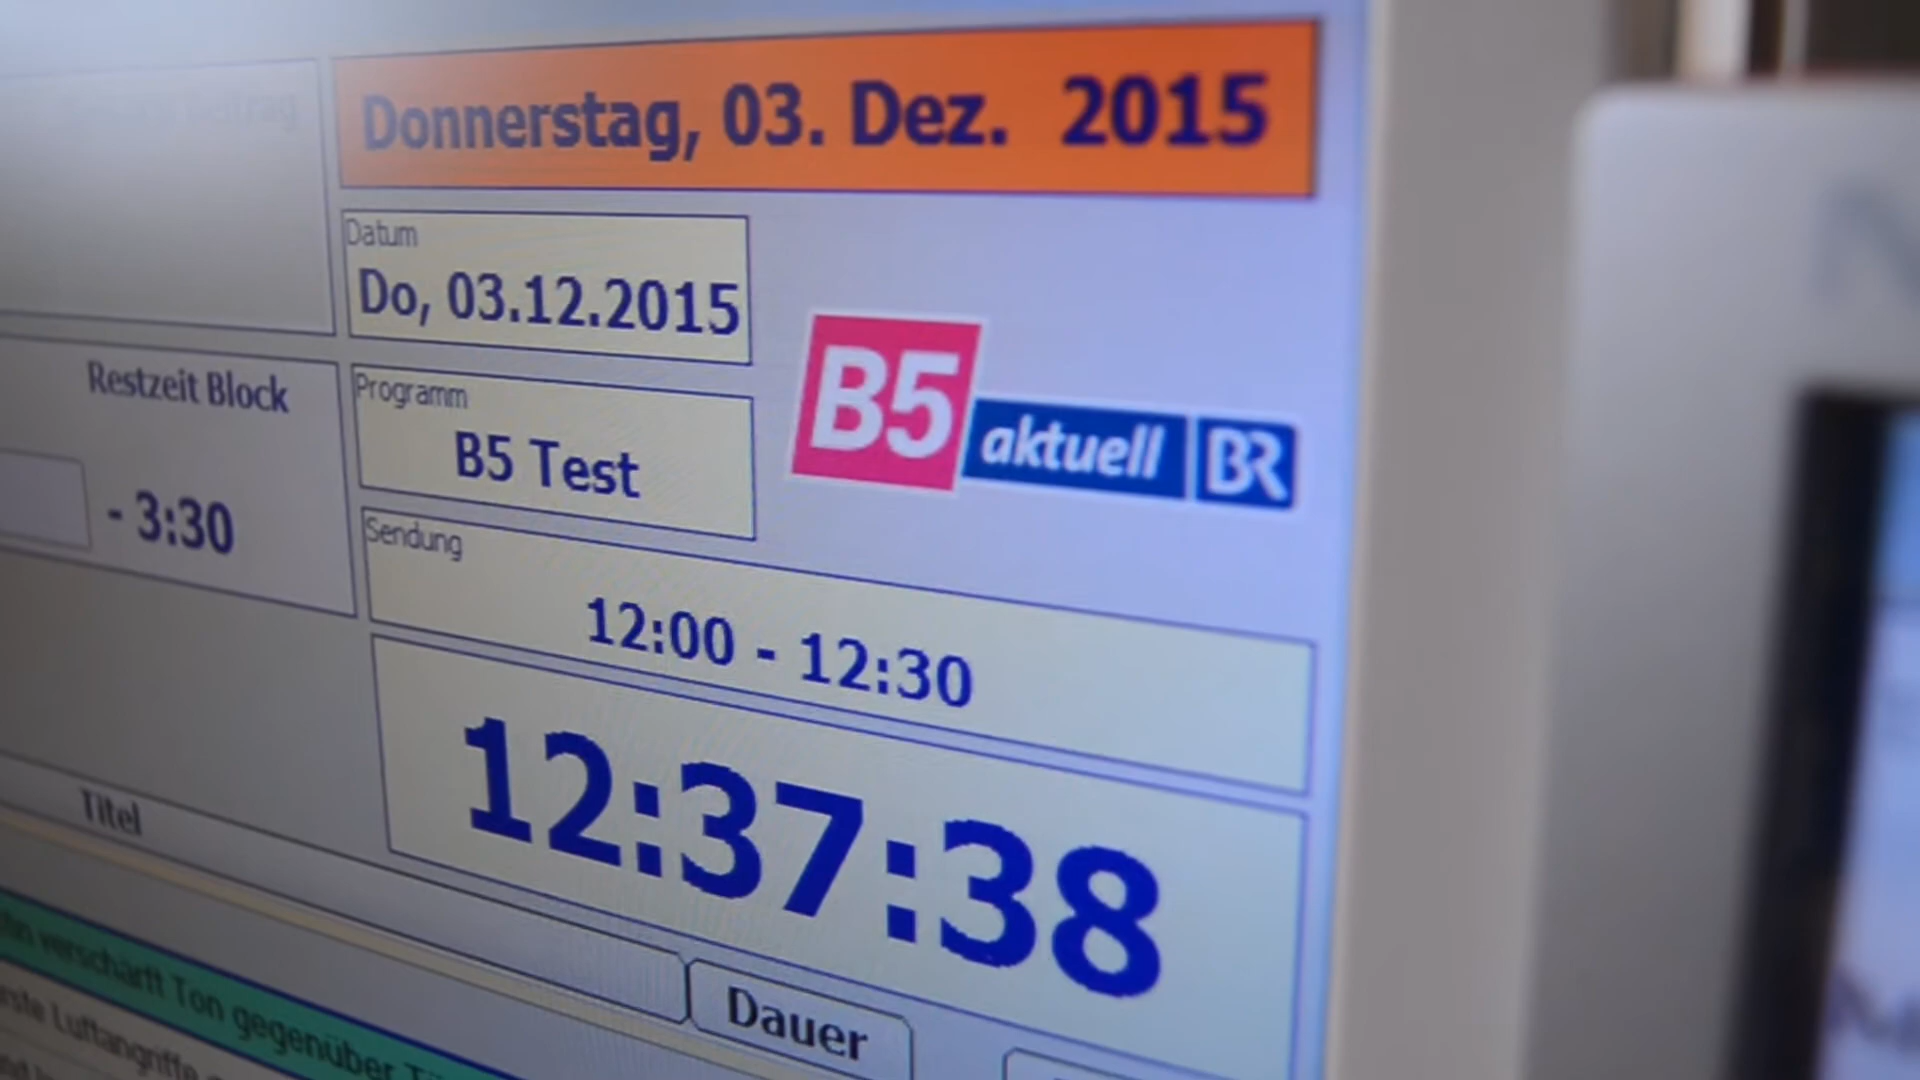 Donnerstag, 03. Dez. 2015
Datum
Do, 03.12.2015
Restzeit Block
- 3:30
Programm
B5 Test
B5 aktuell BR
Sendung
12:00 - 12:30
12:37:38
Titel
Dauer
verschärft Ton gegenüber
Luftangriffe